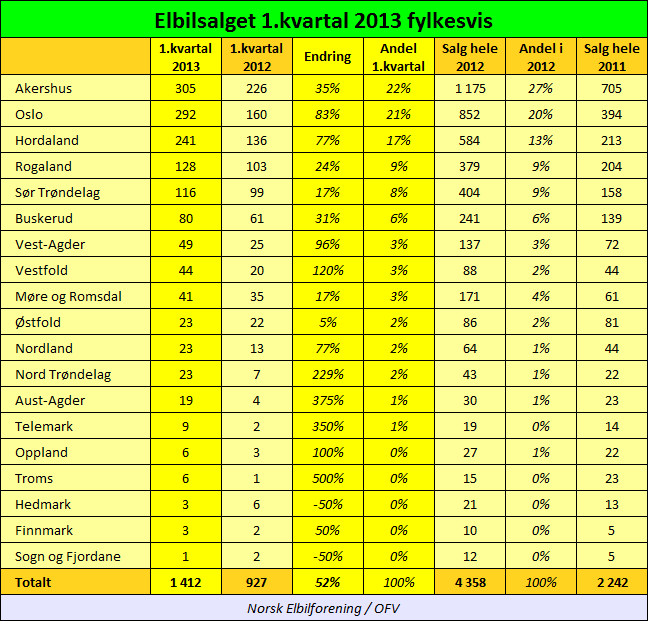 Elbilsalget 1.kvartal 2013 fylkesvis
1.kvartal 2013 1.kvartal 2012 Endring Andel 1.kvartal Salg hele 2012 Andel i 2012 Salg hele 2011
Akershus 305 226 35% 22% 1 175 27% 705
Oslo 292 160 83% 21% 852 20% 394
Hordaland 241 136 77% 17% 584 13% 213
Rogaland 128 103 24% 9% 379 9% 204
Sør Trøndelag 116 99 17% 8% 404 9% 158
Buskerud 80 61 31% 6% 241 6% 139
Vest-Agder 49 25 96% 3% 137 3% 72
Vestfold 44 20 120% 3% 88 2% 44
Møre og Romsdal 41 35 17% 3% 171 4% 61
Østfold 23 22 5% 2% 86 2% 81
Nordland 23 13 77% 2% 64 1% 44
Nord Trøndelag 23 7 229% 2% 43 1% 22
Aust-Agder 19 4 375% 1% 30 1% 23
Telemark 9 2 350% 1% 19 0% 14
Oppland 6 3 100% 0% 27 1% 22
Troms 6 1 500% 0% 15 0% 23
Hedmark 3 6 -50% 0% 21 0% 13
Finnmark 3 2 50% 0% 10 0% 5
Sogn og Fjordane 1 2 -50% 0% 12 0% 5
Totalt 1 412 927 52% 100% 4 358 100% 2 242
Norsk Elbilforening / OFV